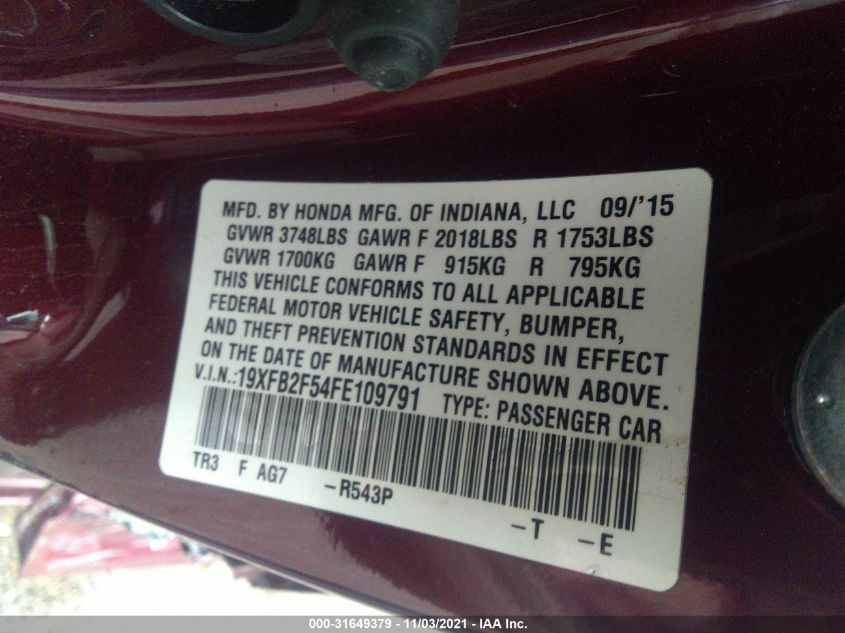 MFD. BY HONDA MFG. OF INDIANA, LLC 09/'15
GVWR 3748LBS GAWR F 2018LBS R 1753LBS
GVWR 1700KG GAWR F 915KG R 795KG
THIS VEHICLE CONFORMS TO ALL APPLICABLE
FEDERAL MOTOR VEHICLE SAFETY, BUMPER,
AND THEFT PREVENTION STANDARDS IN EFFECT
ON THE DATE OF MANUFACTURE SHOWN ABOVE.
V.I.N.:19XFB2F54FE109791 TYPE: PASSENGER CAR
TR3 F AG7 -R543P -T -E
000-31649379 - 11/03/2021 - IAA Inc.